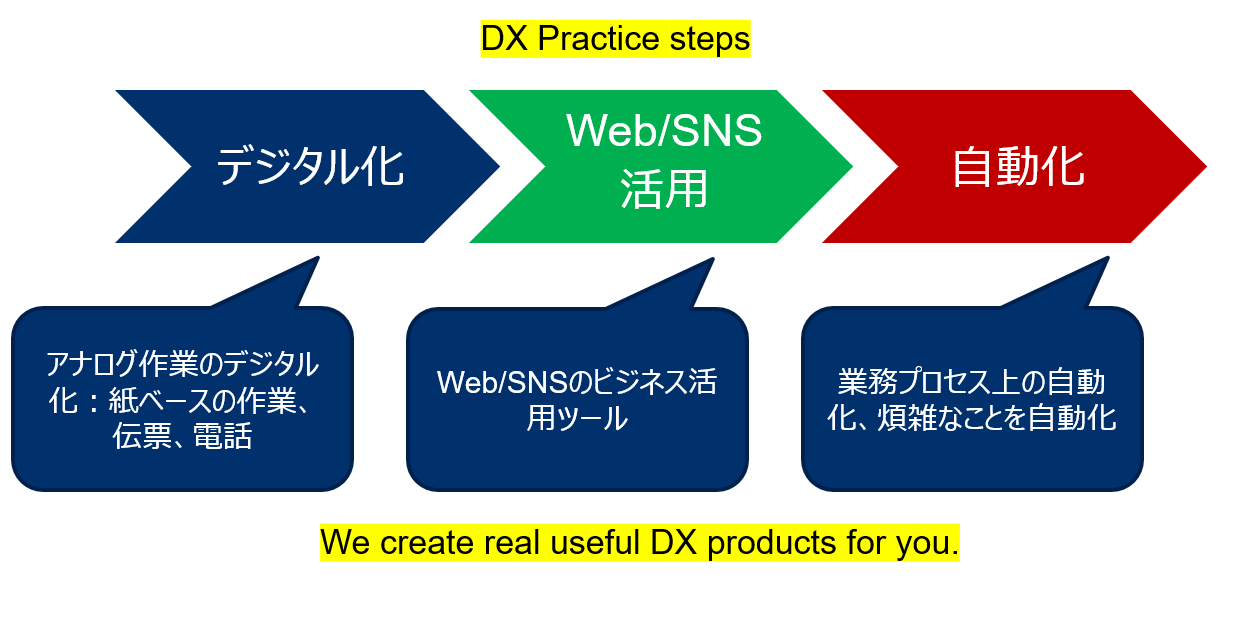 DX Practice steps
デジタル化
Web/SNS
活用
自動化
アナログ作業のデジタル
化：紙ベースの作業、
伝票、電話
Web/SNSのビジネス活
用ツール
業務プロセス上の自動
化、煩雑なことを自動化
We create real useful DX products for you.